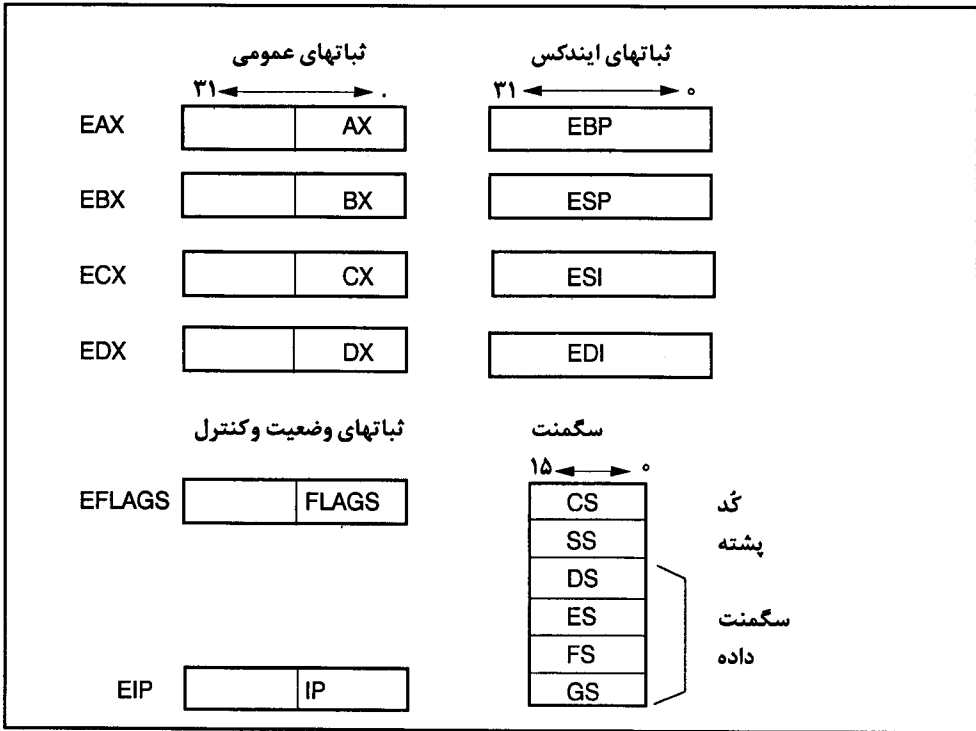 ثباتهای عمومی
ثباتهای ایندکس
۳۱ ۰
۳۱ ۰
EAX AX EBP
EBX BX ESP
ECX CX ESI
EDX DX EDI
ثباتهای وضعیت وکنترل
سگمنت
۱۵ ۰
EFLAGS FLAGS
CS کُد
SS پشته
DS
ES سگمنت
FS داده
GS
EIP IP